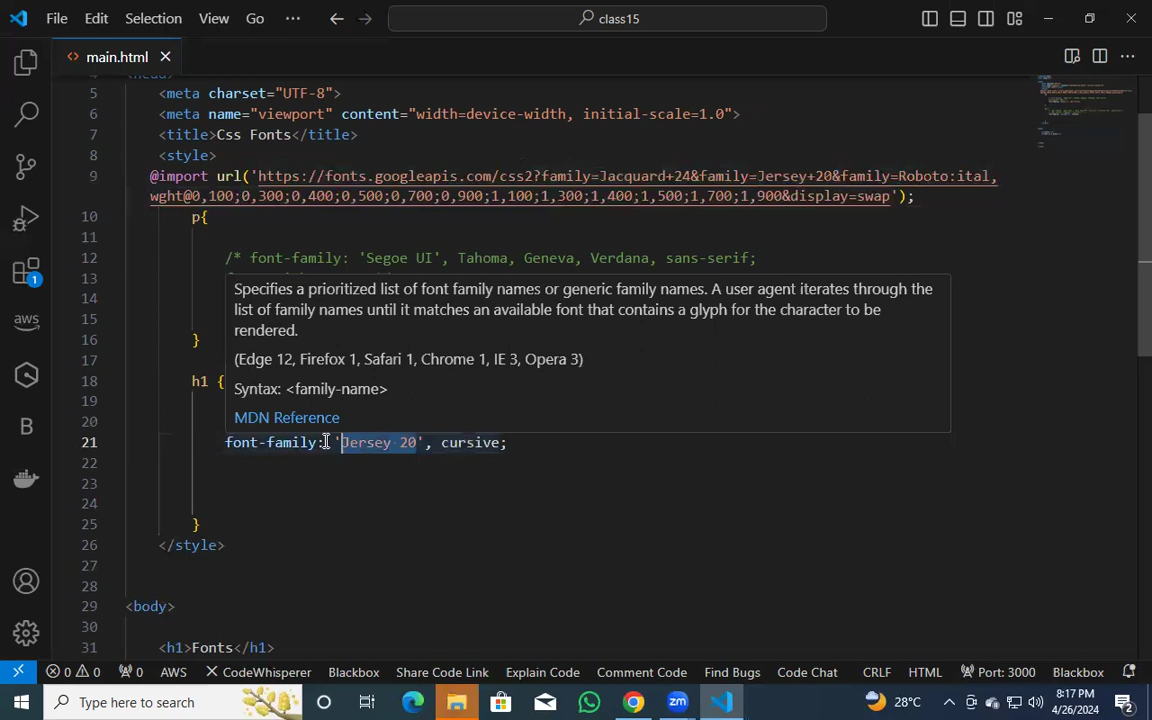 File Edit Selection View Go ··· class15
main.html
5 <meta charset="UTF-8">
6 <meta name="viewport" content="width=device-width, initial-scale=1.0">
7 <title>Css Fonts</title>
8 <style>
9 @import url('https://fonts.googleapis.com/css2?family=Jacquard+24&family=Jersey+20&family=Roboto:ital,
wght@0,100;0,300;0,400;0,500;0,700;0,900;1,100;1,300;1,400;1,500;1,700;1,900&display=swap');
10 p{
11
12 /* font-family: 'Segoe UI', Tahoma, Geneva, Verdana, sans-serif;
13
Specifies a prioritized list of font family names or generic family names. A user agent iterates through the
14
list of family names until it matches an available font that contains a glyph for the character to be
15
rendered.
16 }
17
(Edge 12, Firefox 1, Safari 1, Chrome 1, IE 3, Opera 3)
18 h1 {
Syntax: <family-name>
19
20
MDN Reference
21 font-family: 'Jersey 20', cursive;
22
23
24
25 }
26 </style>
27
28
29 <body>
30
31 <h1>Fonts</h1>
1
aws
B
0 0 0 AWS CodeWhisperer Blackbox Share Code Link Explain Code Comment Code Find Bugs Code Chat CRLF HTML Port: 3000 Blackbox
Type here to search zm 28°C 8:17 PM
4/26/2024 2